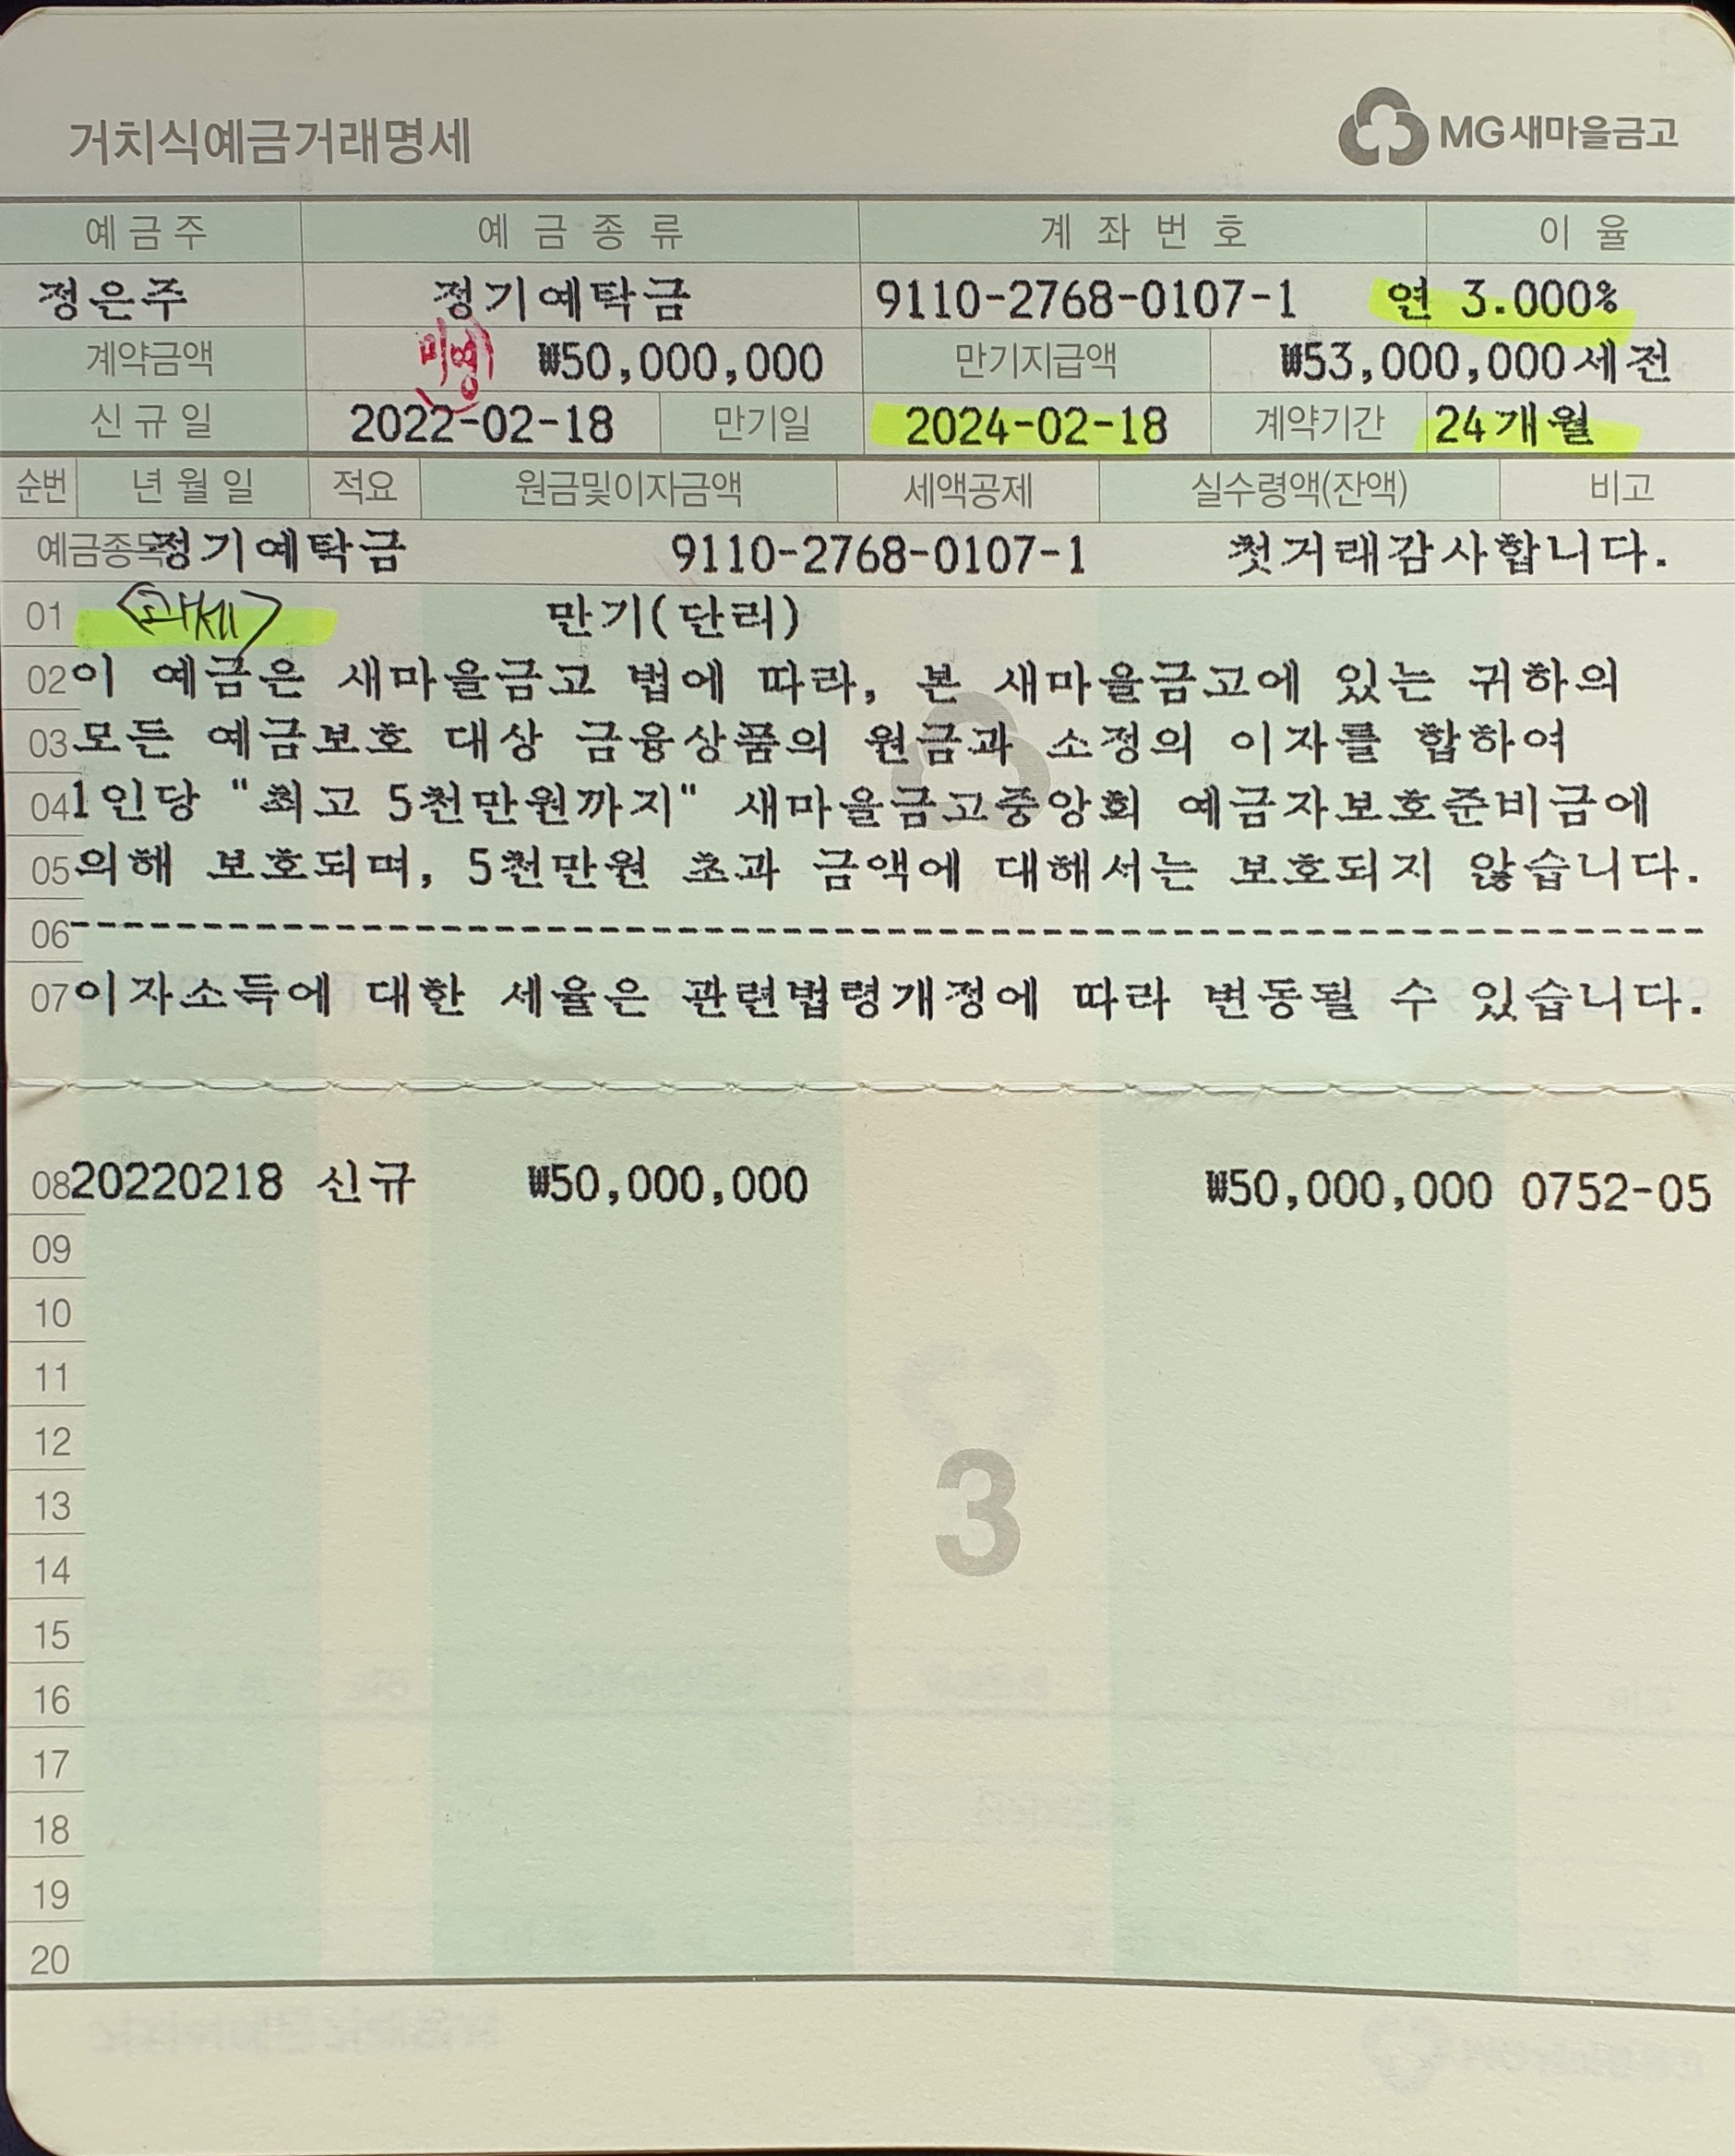 거치식예금거래명세 MG새마을금고
예금주 예금종류 계좌번호 이율
정은주 정기예탁금 9110-2768-0107-1 연 3.000%
계약금액 ₩50,000,000 만기지급액 ₩53,000,000세전
신규일 2022-02-18 만기일 2024-02-18 계약기간 24개월
순번 년월일 적요 원금및이자금액 세액공제 실수령액(잔액) 비고
예금종목 정기예탁금 9110-2768-0107-1 첫거래감사합니다.
01 <과세> 만기(단리)
02 이 예금은 새마을금고 법에 따라, 본 새마을금고에 있는 귀하의
03 모든 예금보호 대상 금융상품의 원금과 소정의 이자를 합하여
04 1인당 "최고 5천만원까지" 새마을금고중앙회 예금자보호준비금에
05 의해 보호되며, 5천만원 초과 금액에 대해서는 보호되지 않습니다.
06 --------------------------------------------------------------
07 이자소득에 대한 세율은 관련법령개정에 따라 변동될 수 있습니다.
08 20220218 신규 ₩50,000,000 ₩50,000,000 0752-05
09
10
11
12
3
13
14
15
16
17
18
19
20